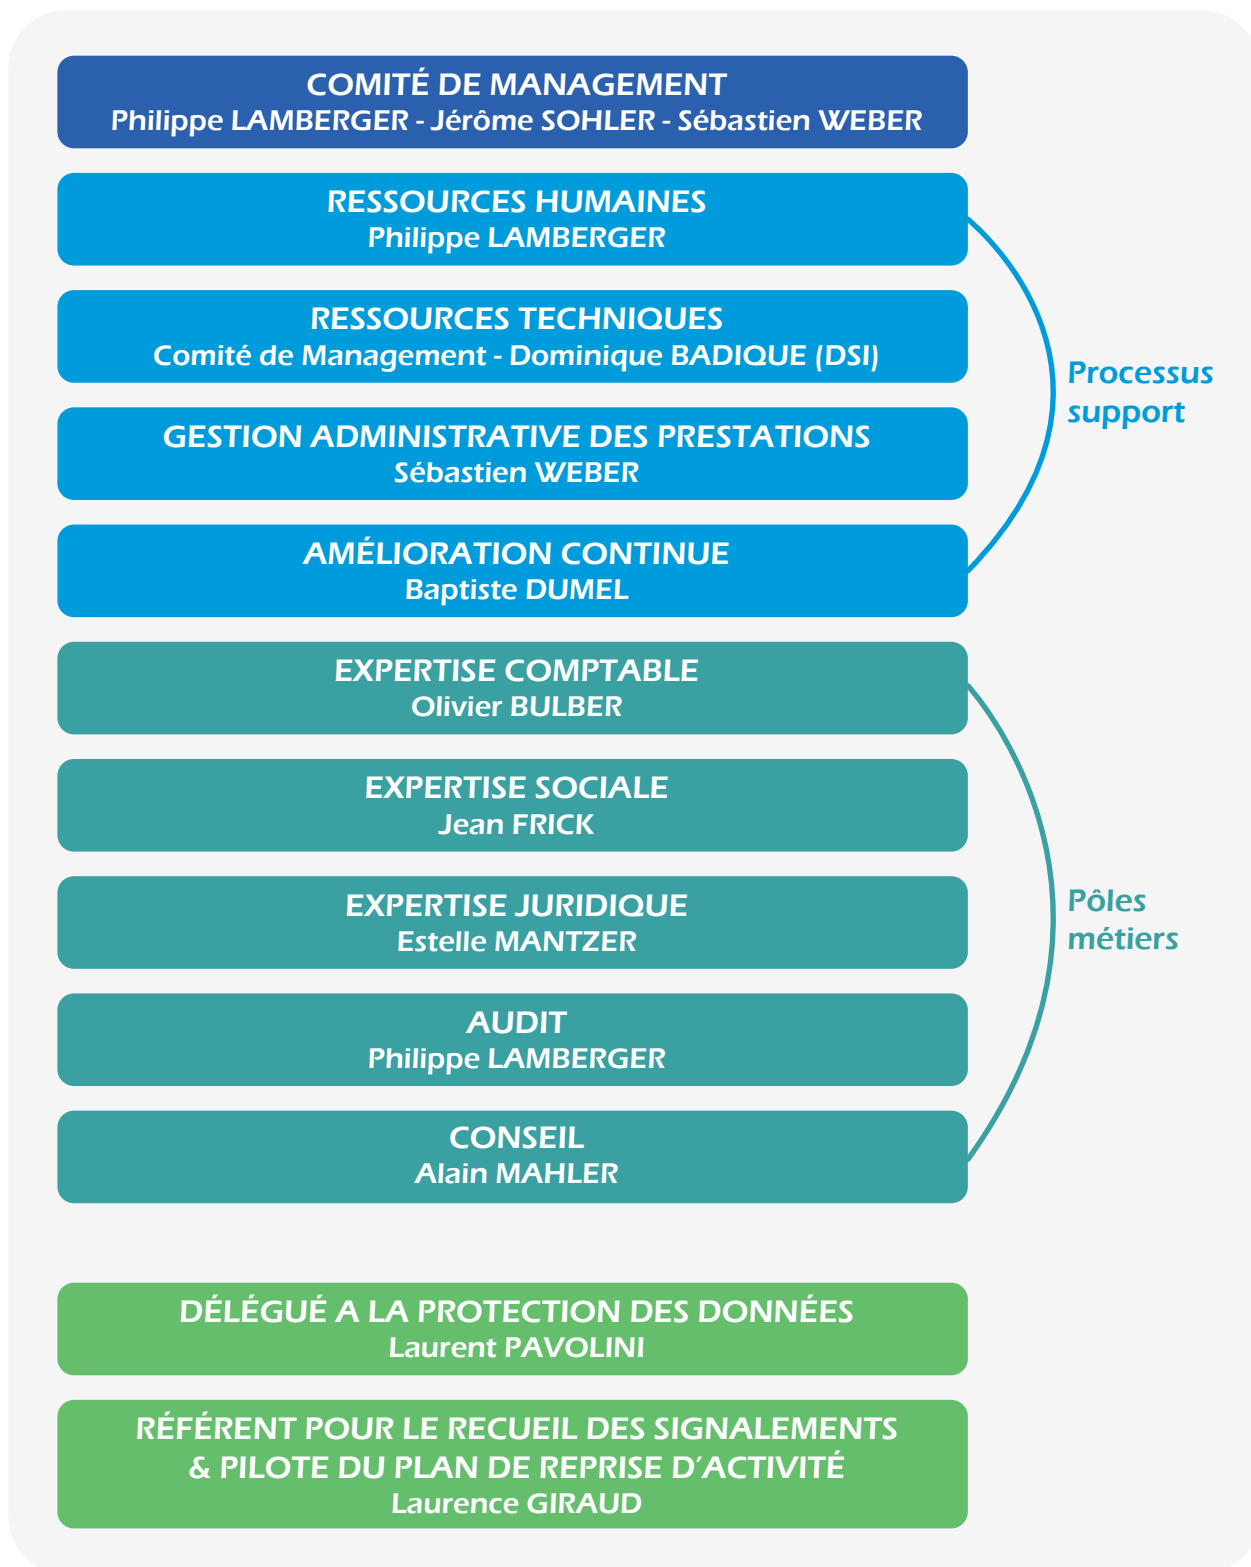 COMITÉ DE MANAGEMENT
Philippe LAMBERGER - Jérôme SOHLER - Sébastien WEBER
RESSOURCES HUMAINES
Philippe LAMBERGER
RESSOURCES TECHNIQUES
Comité de Management - Dominique BADIQUE (DSI)
GESTION ADMINISTRATIVE DES PRESTATIONS
Sébastien WEBER
AMÉLIORATION CONTINUE
Baptiste DUMEL
Processus
support
EXPERTISE COMPTABLE
Olivier BULBER
EXPERTISE SOCIALE
Jean FRICK
EXPERTISE JURIDIQUE
Estelle MANTZER
AUDIT
Philippe LAMBERGER
CONSEIL
Alain MAHLER
Pôles
métiers
DÉLÉGUÉ A LA PROTECTION DES DONNÉES
Laurent PAVOLINI
RÉFÉRENT POUR LE RECUEIL DES SIGNALEMENTS
& PILOTE DU PLAN DE REPRISE D'ACTIVITÉ
Laurence GIRAUD